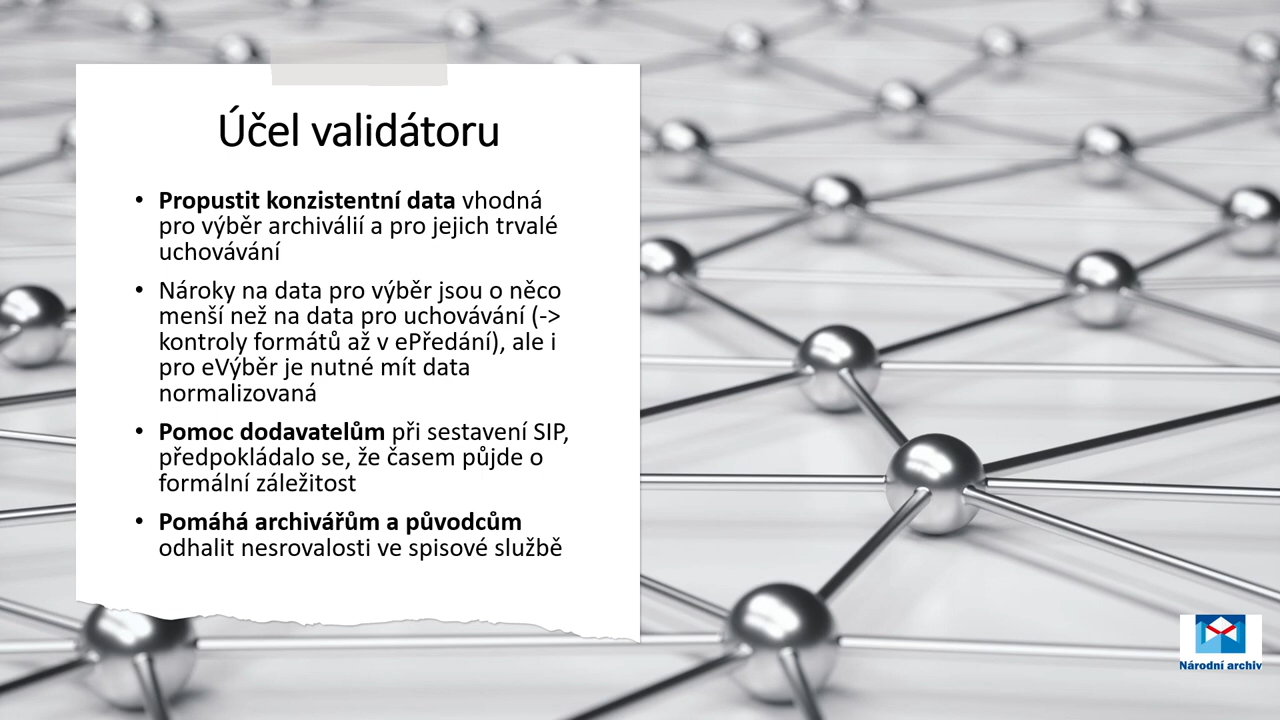 Účel validátoru
• Propustit konzistentní data vhodná
pro výběr archiválií a pro jejich trvalé
uchovávání
• Nároky na data pro výběr jsou o něco
menší než na data pro uchovávání (->
kontroly formátů až v ePředání), ale i
pro eVýběr je nutné mít data
normalizovaná
• Pomoc dodavatelům při sestavení SIP,
předpokládalo se, že časem půjde o
formální záležitost
• Pomáhá archivářům a původcům
odhalit nesrovalosti ve spisové službě
Národní archiv